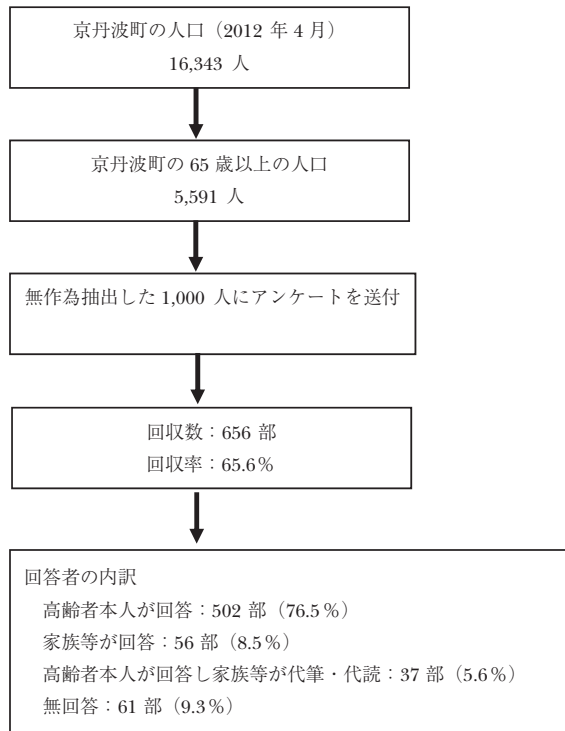 京丹波町の人口（2012 年 4 月）
16,343 人
京丹波町の 65 歳以上の人口
5,591 人
無作為抽出した 1,000 人にアンケートを送付
回収数：656 部
回収率：65.6％
回答者の内訳
高齢者本人が回答：502 部（76.5％）
家族等が回答：56 部（8.5％）
高齢者本人が回答し家族等が代筆・代読：37 部（5.6％）
無回答：61 部（9.3％）